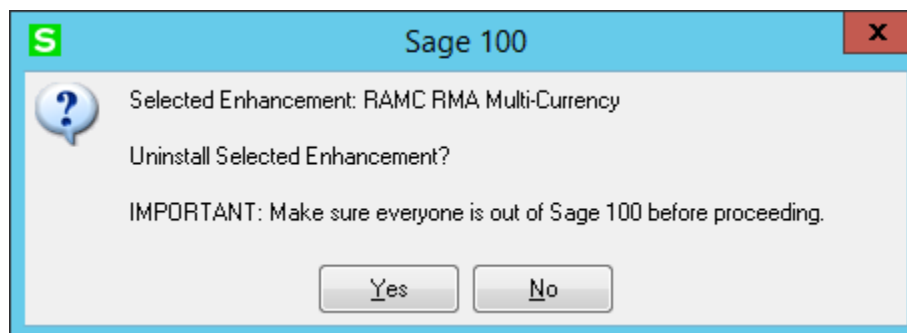 S
Sage 100
x
?
Selected Enhancement: RAMC RMA Multi-Currency
Uninstall Selected Enhancement?
IMPORTANT: Make sure everyone is out of Sage 100 before proceeding.
Yes No